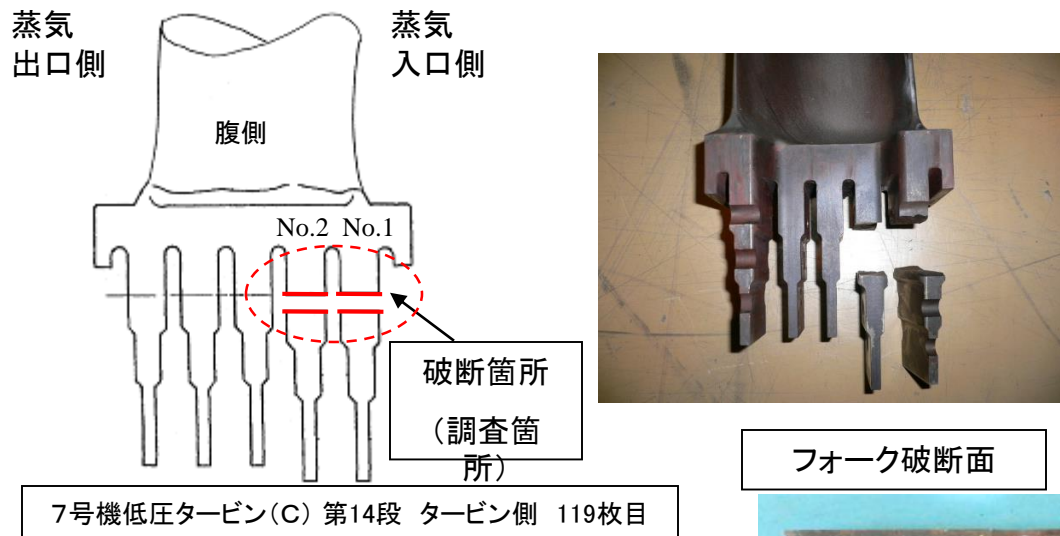 蒸気
出口側
蒸気
入口側
腹側
No.2 No.1
破断箇所
（調査箇
所）
フォーク破断面
７号機低圧タービン（C） 第14段 タービン側 119枚目